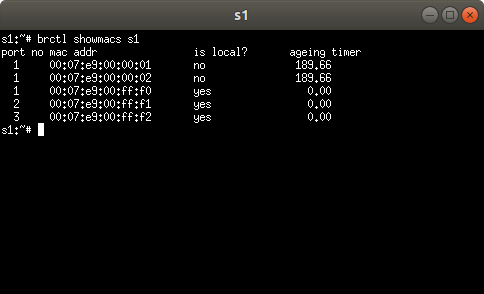 s1
s1:~# brctl showmacs s1
port no mac addr is local? ageing timer
1 00:07:e9:00:00:01 no 189.66
1 00:07:e9:00:00:02 no 189.66
1 00:07:e9:00:ff:f0 yes 0.00
2 00:07:e9:00:ff:f1 yes 0.00
3 00:07:e9:00:ff:f2 yes 0.00
s1:~#